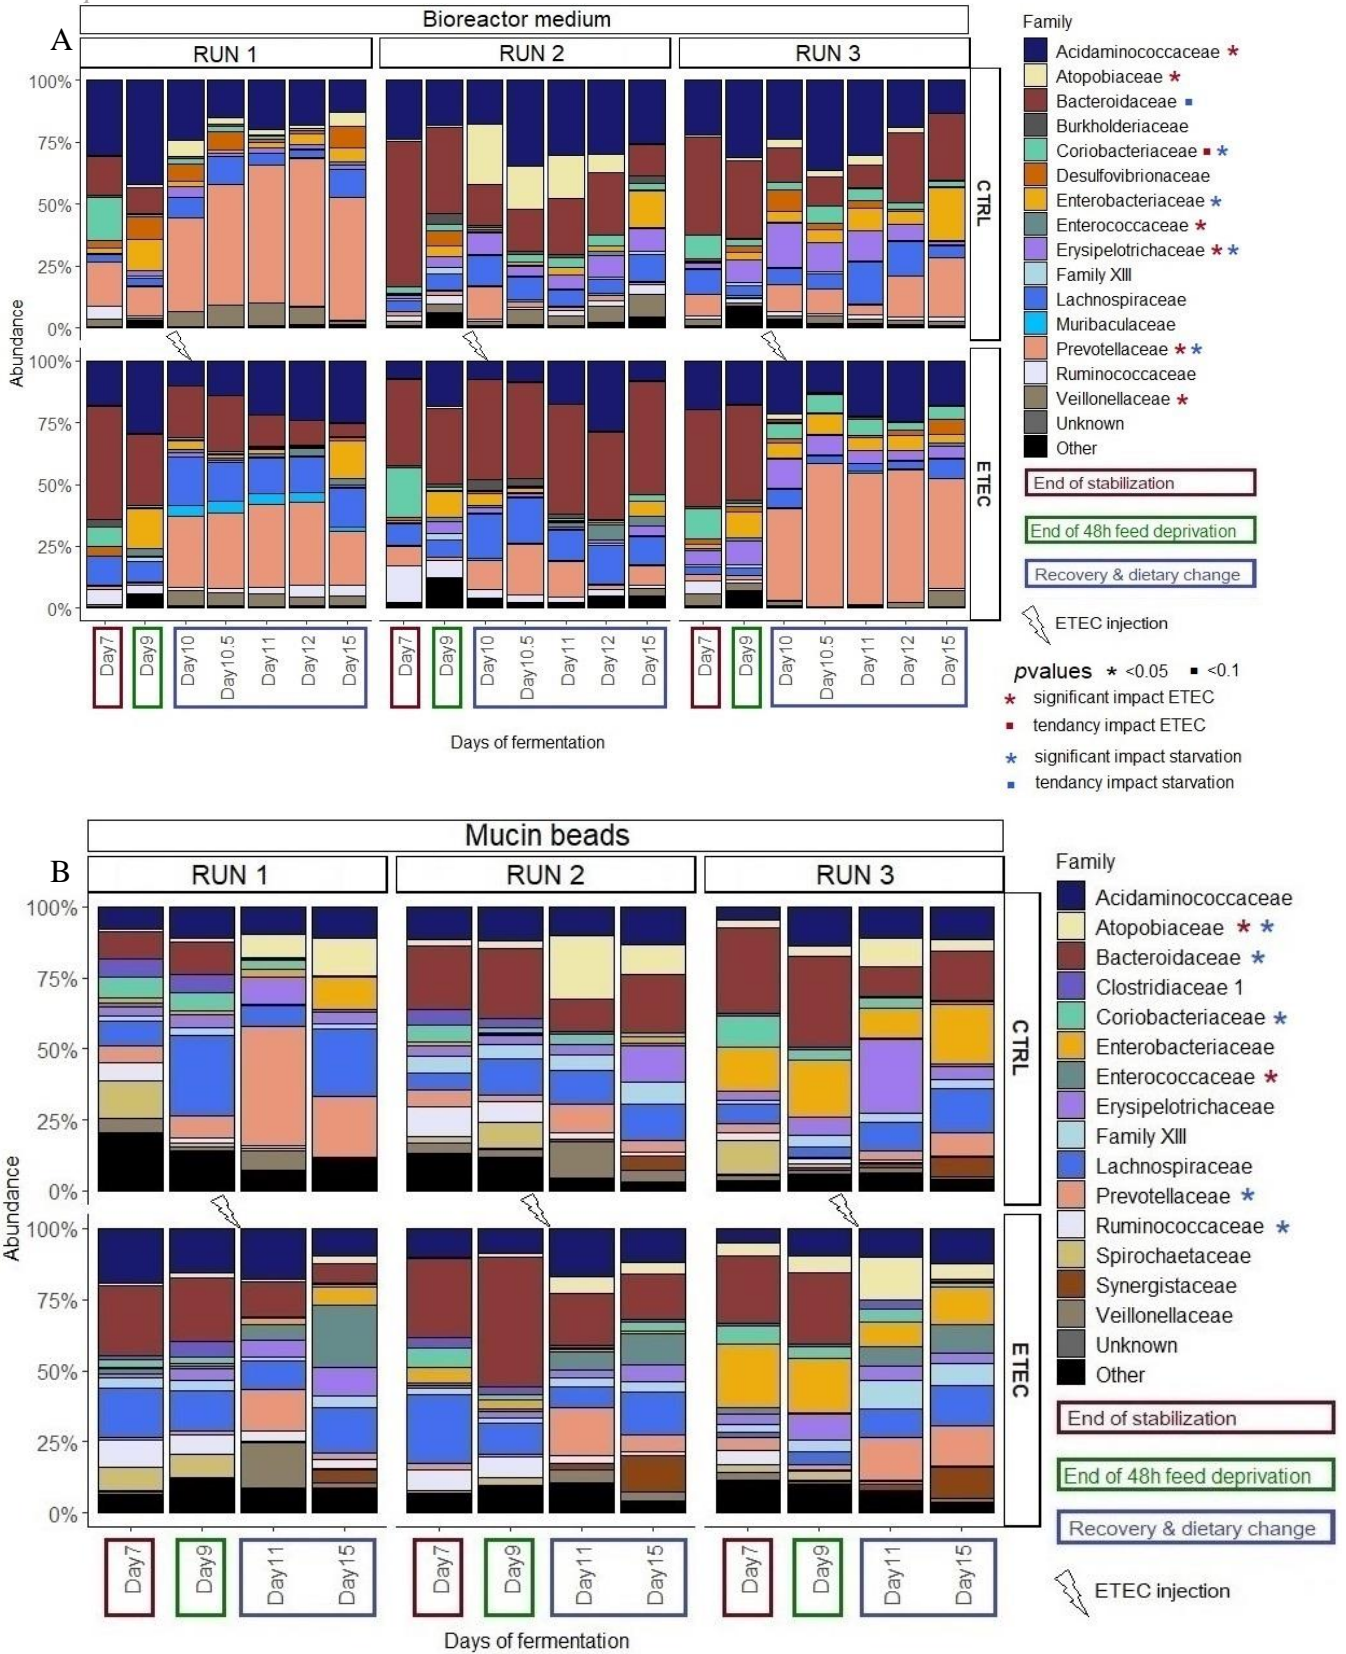 Bioreactor medium
A
RUN 1
RUN 2
RUN 3
100%
75%
50%
25%
0%
CTRL
100%
75%
50%
25%
0%
ETEC
Abundance
Day7
Day9
Day10
Day10.5
Day11
Day12
Day15
Day7
Day9
Day10
Day10.5
Day11
Day12
Day15
Day7
Day9
Day10
Day10.5
Day11
Day12
Day15
Days of fermentation
Family
Acidaminococcaceae *
Atopobiaceae *
Bacteroidaceae ▪
Burkholderiaceae
Coriobacteriaceae ▪ *
Desulfovibrionaceae
Enterobacteriaceae *
Enterococcaceae *
Erysipelotrichaceae * *
Family XIII
Lachnospiraceae
Muribaculaceae
Prevotellaceae * *
Ruminococcaceae
Veillonellaceae *
Unknown
Other
End of stabilization
End of 48h feed deprivation
Recovery & dietary change
ETEC injection
pvalues * <0.05 ▪ <0.1
* significant impact ETEC
▪ tendancy impact ETEC
* significant impact starvation
▪ tendancy impact starvation
Mucin beads
B
RUN 1
RUN 2
RUN 3
100%
75%
50%
25%
0%
CTRL
100%
75%
50%
25%
0%
ETEC
Abundance
Day7
Day9
Day11
Day15
Day7
Day9
Day11
Day15
Day7
Day9
Day11
Day15
Days of fermentation
Family
Acidaminococcaceae
Atopobiaceae * *
Bacteroidaceae *
Clostridiaceae 1
Coriobacteriaceae *
Enterobacteriaceae
Enterococcaceae *
Erysipelotrichaceae
Family XIII
Lachnospiraceae
Prevotellaceae *
Ruminococcaceae *
Spirochaetaceae
Synergistaceae
Veillonellaceae
Unknown
Other
End of stabilization
End of 48h feed deprivation
Recovery & dietary change
ETEC injection